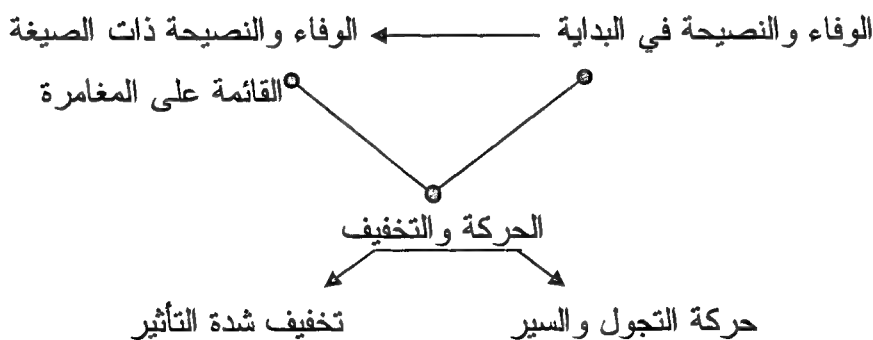 الوفاء والنصيحة في البداية
الوفاء والنصيحة ذات الصيغة
القائمة على المغامرة
الحركة والتخفيف
حركة التجول والسير
تخفيف شدة التأثير